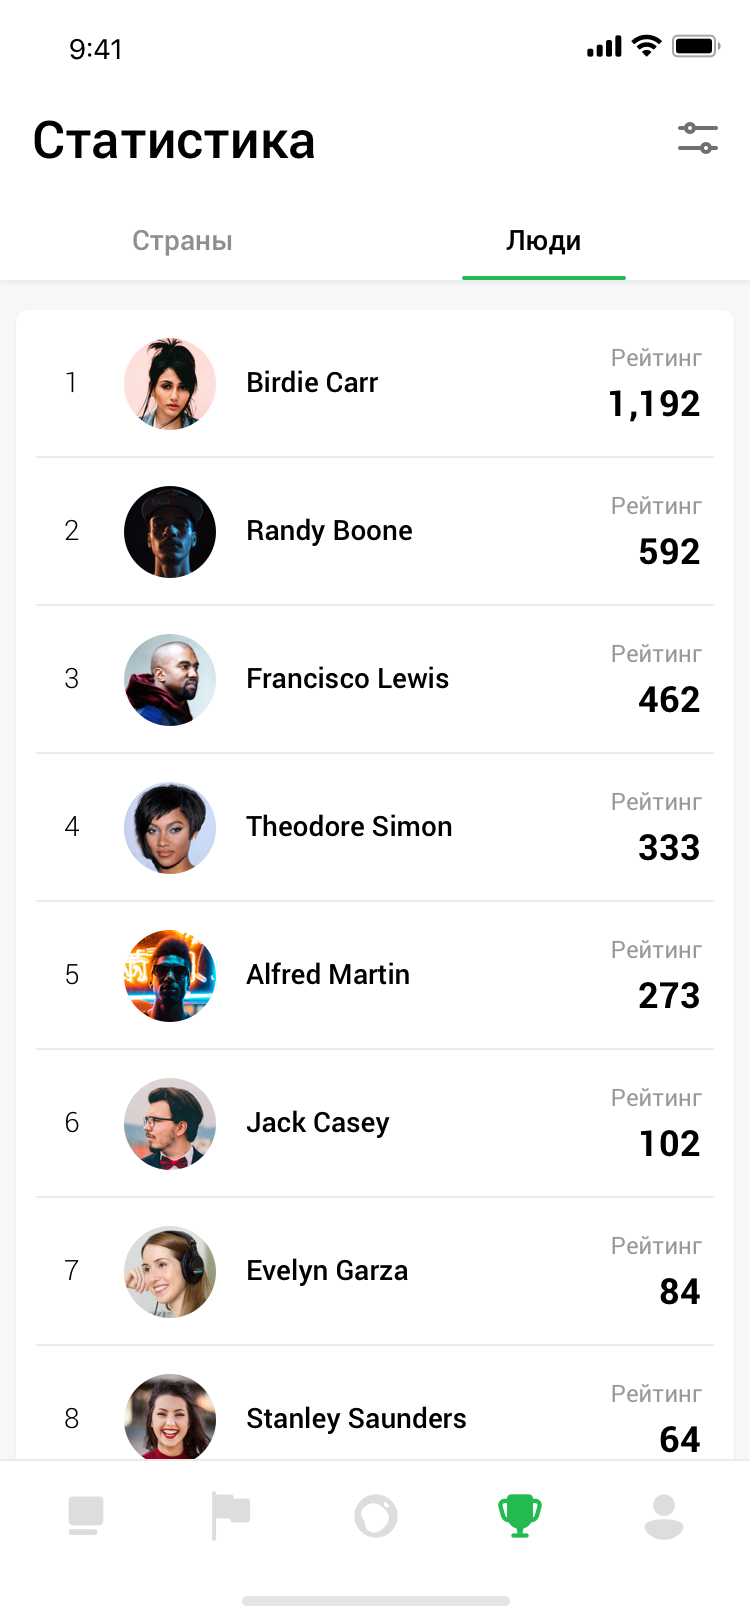 9:41
Статистика
Страны Люди
Рейтинг
1 Birdie Carr 1,192
Рейтинг
2 Randy Boone 592
Рейтинг
3 Francisco Lewis 462
Рейтинг
4 Theodore Simon 333
Рейтинг
5 Alfred Martin 273
Рейтинг
6 Jack Casey 102
Рейтинг
7 Evelyn Garza 84
Рейтинг
8 Stanley Saunders 64